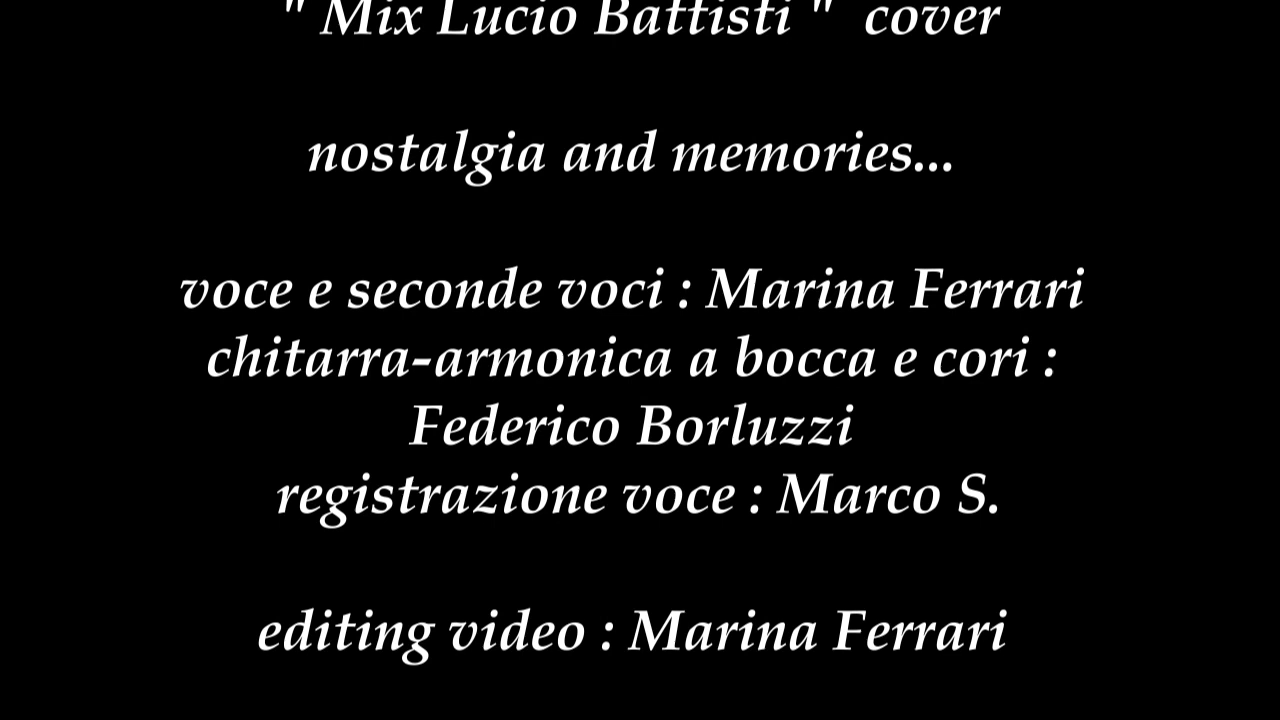 " Mix Lucio Battisti " cover
nostalgia and memories...
voce e seconde voci : Marina Ferrari
chitarra-armonica a bocca e cori :
Federico Borluzzi
registrazione voce : Marco S.
editing video : Marina Ferrari